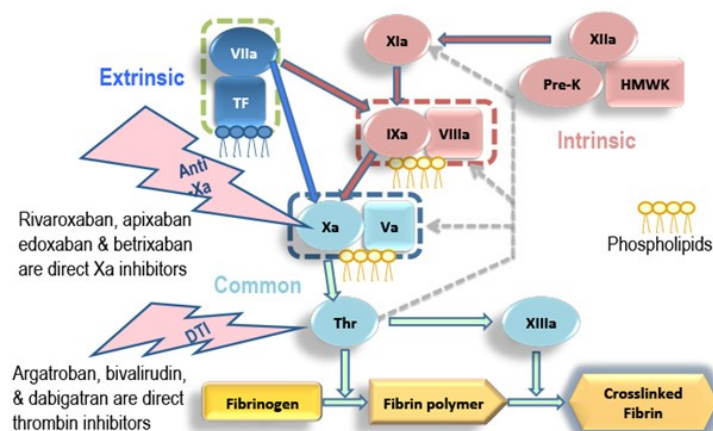 VIIa
XIa
XIIa
Extrinsic
TF
Pre-K
HMWK
IXa
VIIIa
Intrinsic
Anti
-Xa
Rivaroxaban, apixaban
edoxaban & betrixaban
are direct Xa inhibitors
Xa
Va
Phospholipids
Common
Thr
XIIIa
DTI
Argatroban, bivalirudin,
& dabigatran are direct
thrombin inhibitors
Fibrinogen
Fibrin polymer
Crosslinked
Fibrin